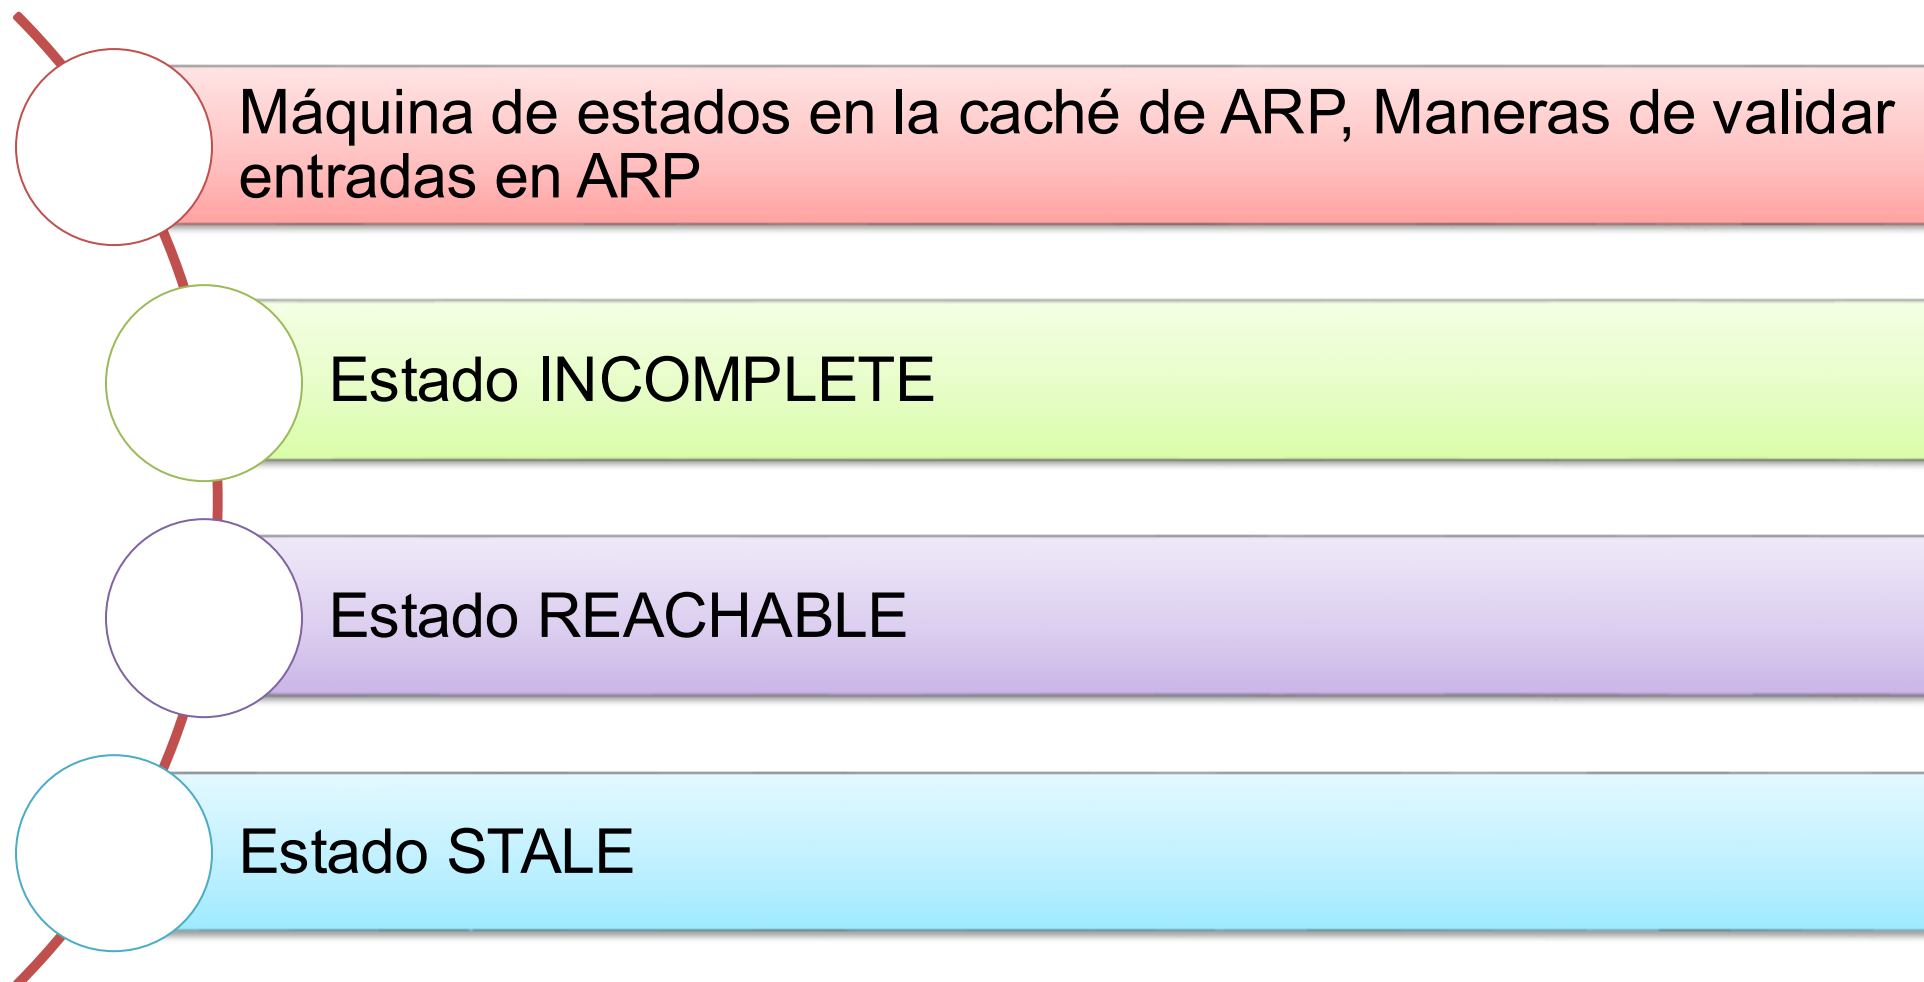 Máquina de estados en la caché de ARP, Maneras de validar
entradas en ARP
Estado INCOMPLETE
Estado REACHABLE
Estado STALE